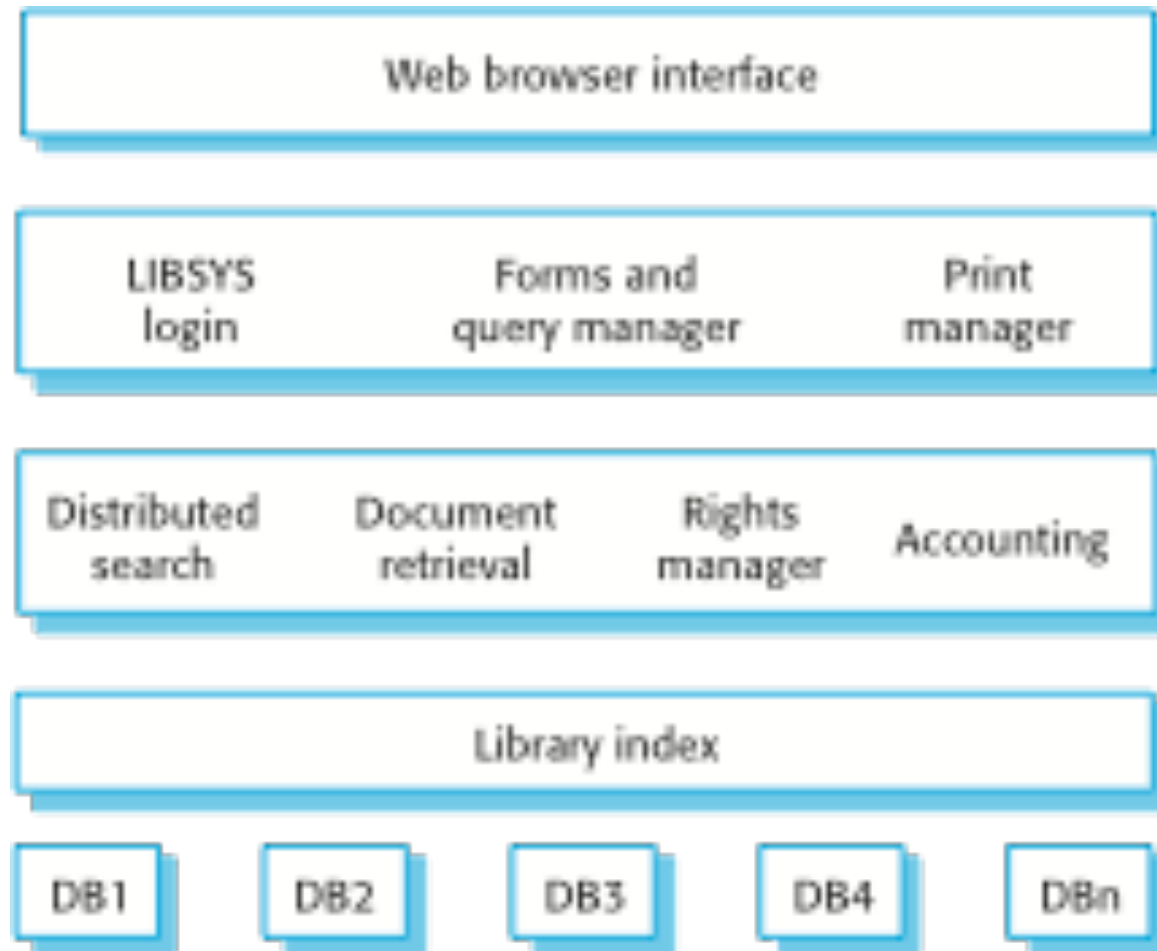 Web browser interface
LIBSYS
login
Forms and
query manager
Print
manager
Distributed
search
Document
retrieval
Rights
manager
Accounting
Library index
DB1
DB2
DB3
DB4
DBn